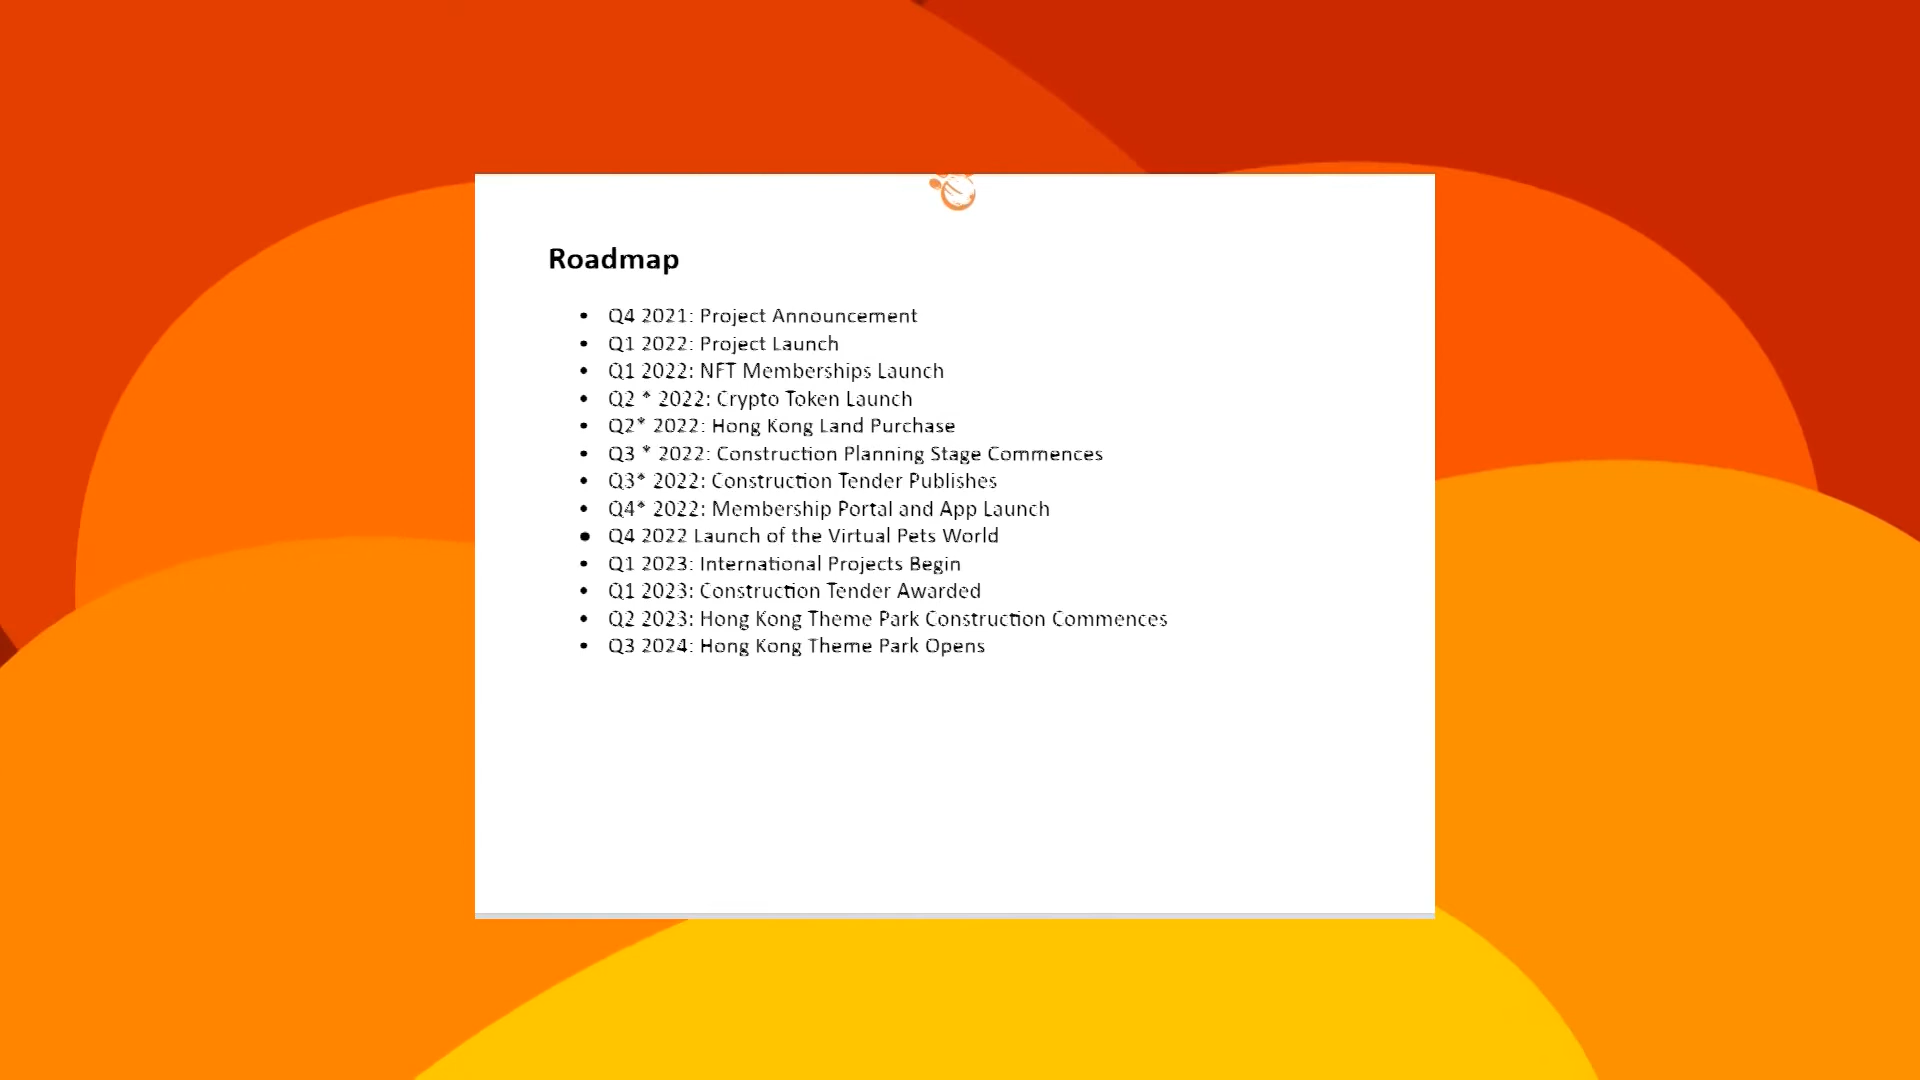 Roadmap
• Q4 2021: Project Announcement
• Q1 2022: Project Launch
• Q1 2022: NFT Memberships Launch
• Q2 * 2022: Crypto Token Launch
• Q2* 2022: Hong Kong Land Purchase
• Q3 * 2022: Construction Planning Stage Commences
• Q3* 2022: Construction Tender Publishes
• Q4* 2022: Membership Portal and App Launch
• Q4 2022 Launch of the Virtual Pets World
• Q1 2023: International Projects Begin
• Q1 2023: Construction Tender Awarded
• Q2 2023: Hong Kong Theme Park Construction Commences
• Q3 2024: Hong Kong Theme Park Opens